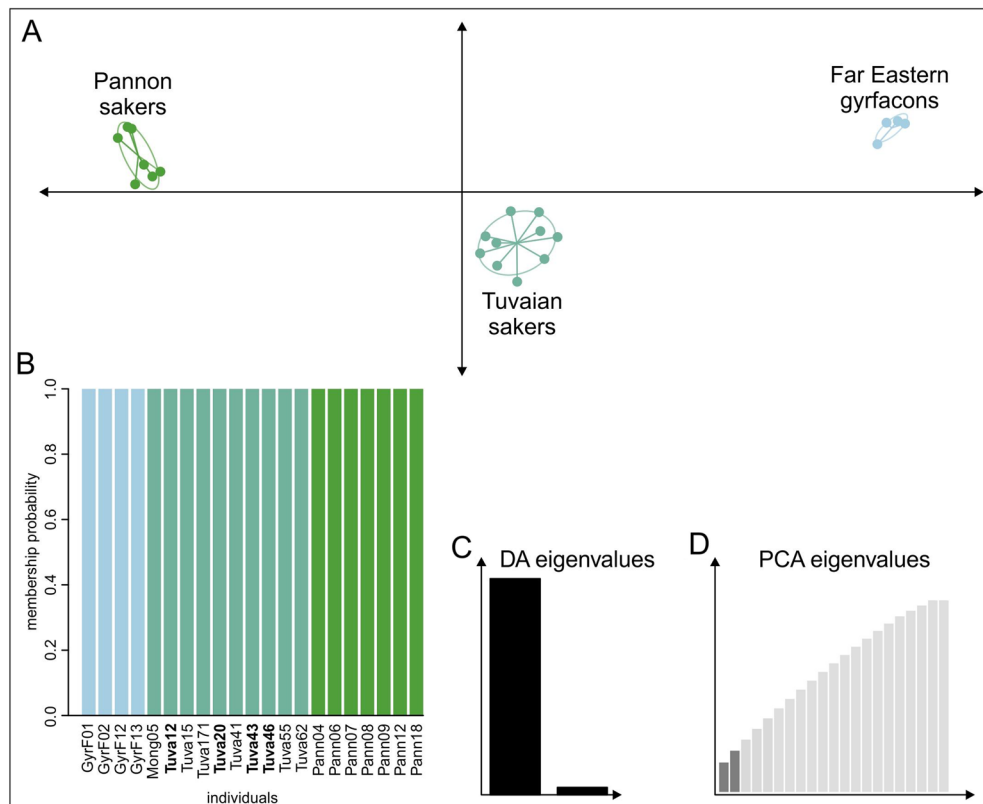 A
Pannon
sakers
Far Eastern
gyrfacons
Tuvaian
sakers
B
membership probability
1.0
0.8
0.6
0.4
0.2
0.0
GyrF01
GyrF02
GyrF12
GyrF13
Mong05
Tuva12
Tuva15
Tuva171
Tuva20
Tuva41
Tuva43
Tuva46
Tuva55
Tuva62
Pann04
Pann06
Pann07
Pann08
Pann09
Pann12
Pann18
individuals
C
DA eigenvalues
D
PCA eigenvalues